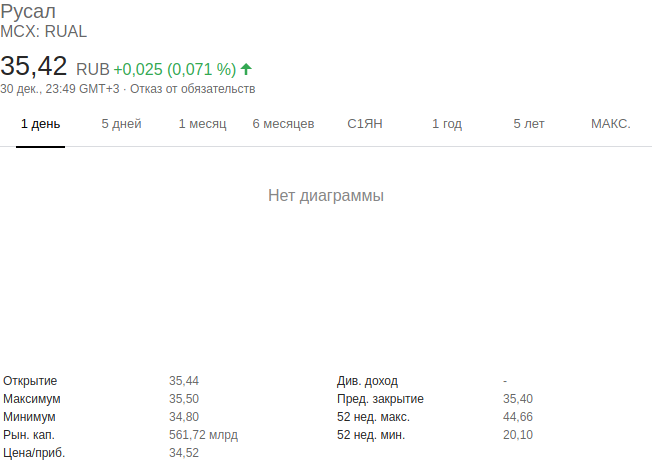 Русал
MCX: RUAL
35,42 RUB +0,025 (0,071 %)
30 дек., 23:49 GMT+3 · Отказ от обязательств
1 день 5 дней 1 месяц 6 месяцев С1ЯН 1 год 5 лет МАКС.
Нет диаграммы
Открытие 35,44 Див. доход -
Максимум 35,50 Пред. закрытие 35,40
Минимум 34,80 52 нед. макс. 44,66
Рын. кап. 561,72 млрд 52 нед. мин. 20,10
Цена/приб. 34,52